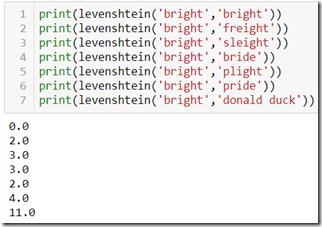 1 print(levenshtein('bright','bright'))
2 print(levenshtein('bright','freight'))
3 print(levenshtein('bright','sleight'))
4 print(levenshtein('bright','bride'))
5 print(levenshtein('bright','plight'))
6 print(levenshtein('bright','pride'))
7 print(levenshtein('bright','donald duck'))
0.0
2.0
3.0
3.0
2.0
4.0
11.0